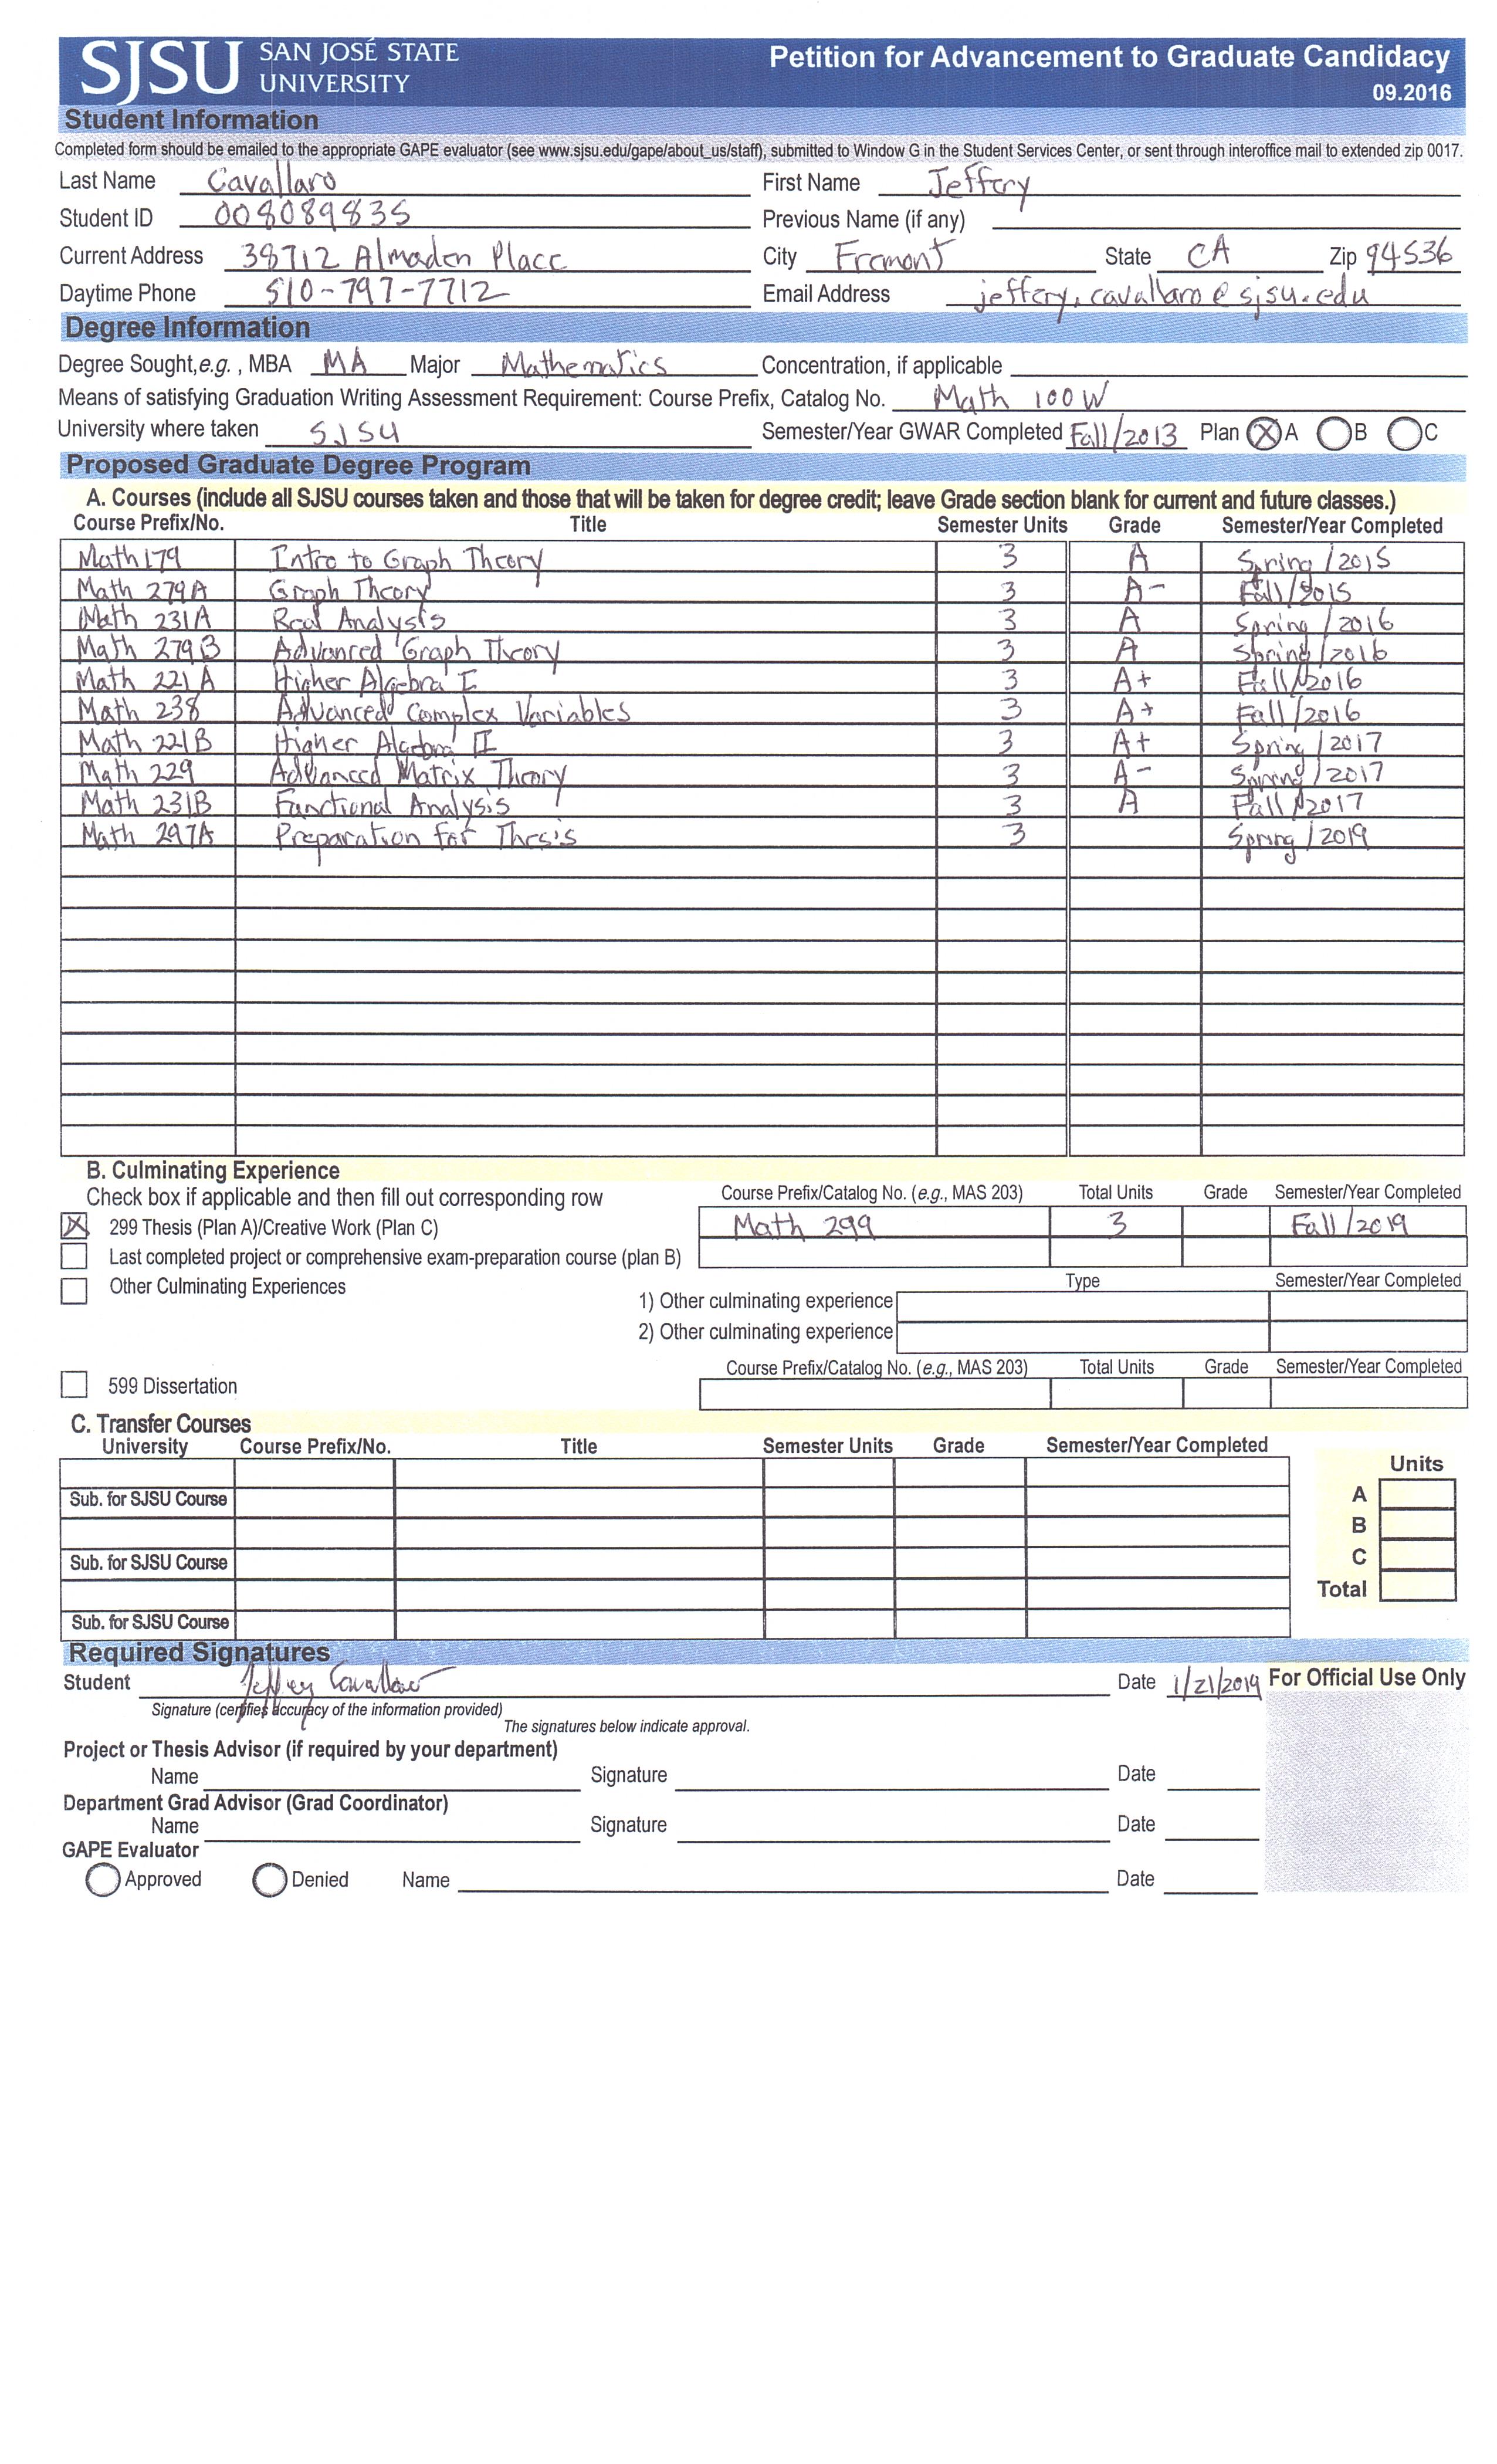 SJSU SAN JOSÉ STATE UNIVERSITY
Petition for Advancement to Graduate Candidacy
09.2016
Student Information
Completed form should be emailed to the appropriate GAPE evaluator (see www.sjsu.edu/gape/about_us/staff), submitted to Window G in the Student Services Center, or sent through interoffice mail to extended zip 0017.
Last Name Cavallaro First Name Jeffery
Student ID 008089835 Previous Name (if any)
Current Address 38712 Almaden Place City Fremont State CA Zip 94536
Daytime Phone 510-797-7712 Email Address jeffery.cavallaro@sjsu.edu
Degree Information
Degree Sought, e.g. , MBA MA Major Mathematics Concentration, if applicable
Means of satisfying Graduation Writing Assessment Requirement: Course Prefix, Catalog No. Math 100W
University where taken SJSU Semester/Year GWAR Completed Fall/2013 Plan X A B C
Proposed Graduate Degree Program
A. Courses (include all SJSU courses taken and those that will be taken for degree credit; leave Grade section blank for current and future classes.)
Course Prefix/No. Title Semester Units Grade Semester/Year Completed
Math 179 Intro to Graph Theory 3 A Spring/2015
Math 279A Graph Theory 3 A- Fall/2015
Math 231A Real Analysis 3 A Spring/2016
Math 279B Advanced Graph Theory 3 A Spring/2016
Math 221A Higher Algebra I 3 A+ Fall/2016
Math 238 Advanced Complex Variables 3 A+ Fall/2016
Math 221B Higher Algebra II 3 A+ Spring/2017
Math 229 Advanced Matrix Theory 3 A- Spring/2017
Math 231B Functional Analysis 3 A Fall/2017
Math 297A Preparation for Thesis 3 Spring/2019
B. Culminating Experience
Check box if applicable and then fill out corresponding row Course Prefix/Catalog No. (e.g., MAS 203) Total Units Grade Semester/Year Completed
X 299 Thesis (Plan A)/Creative Work (Plan C) Math 299 3 Fall/2019
Last completed project or comprehensive exam-preparation course (plan B)
Other Culminating Experiences Type Semester/Year Completed
1) Other culminating experience
2) Other culminating experience
Course Prefix/Catalog No. (e.g., MAS 203) Total Units Grade Semester/Year Completed
599 Dissertation
C. Transfer Courses
University Course Prefix/No. Title Semester Units Grade Semester/Year Completed
Units
Sub. for SJSU Course A
B
Sub. for SJSU Course C
Total
Sub. for SJSU Course
Required Signatures
Student Jeffery Cavallaro Date 1/21/2019 For Official Use Only
Signature (certifies accuracy of the information provided)
The signatures below indicate approval.
Project or Thesis Advisor (if required by your department)
Name Signature Date
Department Grad Advisor (Grad Coordinator)
Name Signature Date
GAPE Evaluator
Approved Denied Name Date